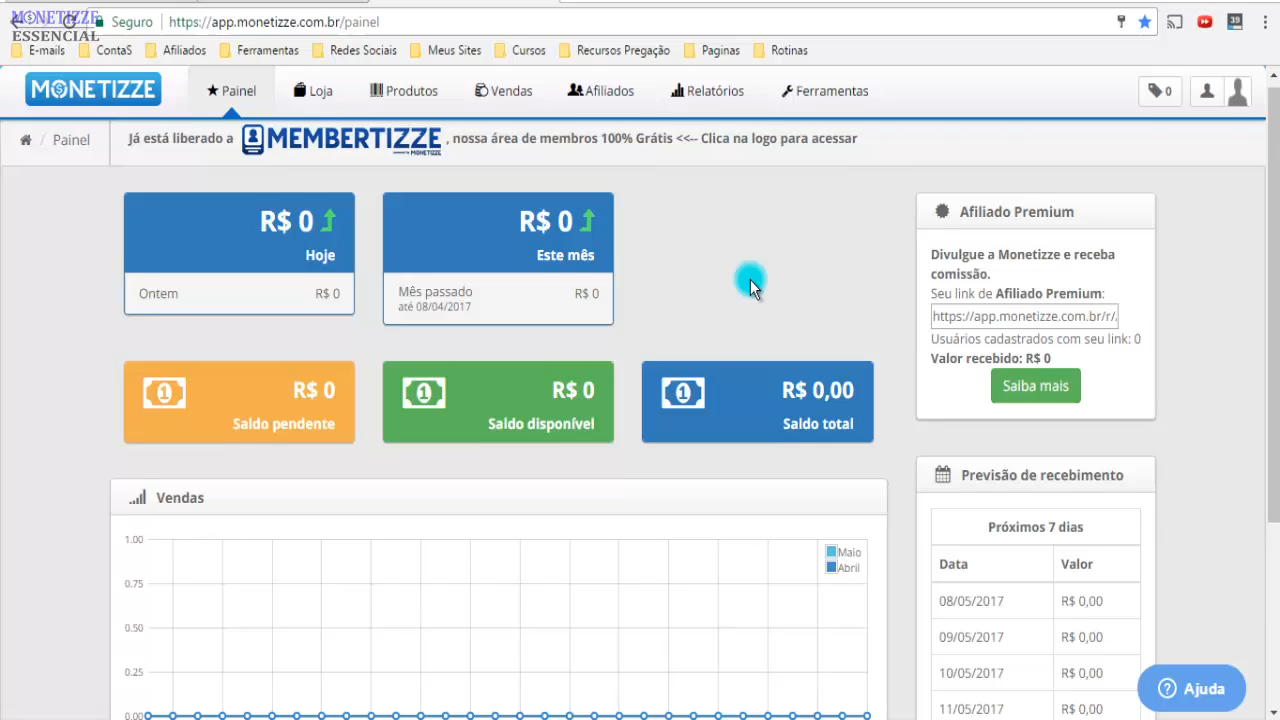 MONETIZZE
ESSENCIAL
Seguro
https://app.monetizze.com.br/painel
39
E-mails
ContaS
Afiliados
Ferramentas
Redes Sociais
Meus Sites
Cursos
Recursos Pregação
Paginas
Rotinas
MONETIZZE
Painel
Loja
Produtos
Vendas
Afiliados
Relatórios
Ferramentas
0
/ Painel
Já está liberado a MEMBERTIZZE , nossa área de membros 100% Grátis <<-- Clica na logo para acessar
R$ 0
Hoje
Ontem R$ 0
R$ 0
Este mês
Mês passado R$ 0
até 08/04/2017
Afiliado Premium
Divulgue a Monetizze e receba
comissão.
Seu link de Afiliado Premium:
https://app.monetizze.com.br/r/
Usuários cadastrados com seu link: 0
Valor recebido: R$ 0
Saiba mais
1 R$ 0
Saldo pendente
1 R$ 0
Saldo disponível
1 R$ 0,00
Saldo total
Vendas
1.00
0.75
0.50
0.25
0.00
Maio
Abril
Previsão de recebimento
Próximos 7 dias
Data Valor
08/05/2017 R$ 0,00
09/05/2017 R$ 0,00
10/05/2017 R$ 0,00
11/05/2017 R$ 0,00
? Ajuda